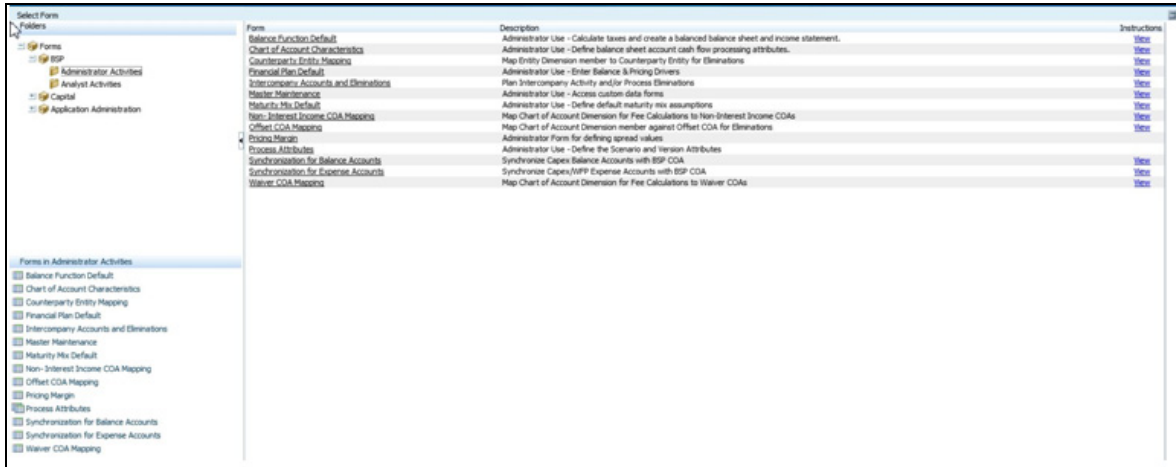 Select Form
Folders
Forms
BSP
Administrator Activities
Analyst Activities
Capital
Application Administration
Form Description Instructions
Balance Function Default Administrator Use - Calculate taxes and create a balanced balance sheet and income statement. View
Chart of Account Characteristics Administrator Use - Define balance sheet account cash flow processing attributes. View
Counterparty Entity Mapping Map Entity Dimension member to Counterparty Entity for Eliminations View
Financial Plan Default Administrator Use - Enter Balance & Pricing Drivers View
Intercompany Accounts and Eliminations Plan Intercompany Activity and/or Process Eliminations View
Master Maintenance Administrator Use - Access custom data forms View
Maturity Mix Default Administrator Use - Define default maturity mix assumptions View
Non- Interest Income COA Mapping Map Chart of Account Dimension for Fee Calculations to Non-Interest Income COAs View
Offset COA Mapping Map Chart of Account Dimension member against Offset COA for Eliminations View
Pricing Margin Administrator Form for defining spread values
Process Attributes Administrator Use - Define the Scenario and Version Attributes
Synchronization for Balance Accounts Synchronize Capex Balance Accounts with BSP COA View
Synchronization for Expense Accounts Synchronize Capex/WFP Expense Accounts with BSP COA View
Waiver COA Mapping Map Chart of Account Dimension for Fee Calculations to Waiver COAs View
Forms in Administrator Activities
Balance Function Default
Chart of Account Characteristics
Counterparty Entity Mapping
Financial Plan Default
Intercompany Accounts and Eliminations
Master Maintenance
Maturity Mix Default
Non- Interest Income COA Mapping
Offset COA Mapping
Pricing Margin
Process Attributes
Synchronization for Balance Accounts
Synchronization for Expense Accounts
Waiver COA Mapping